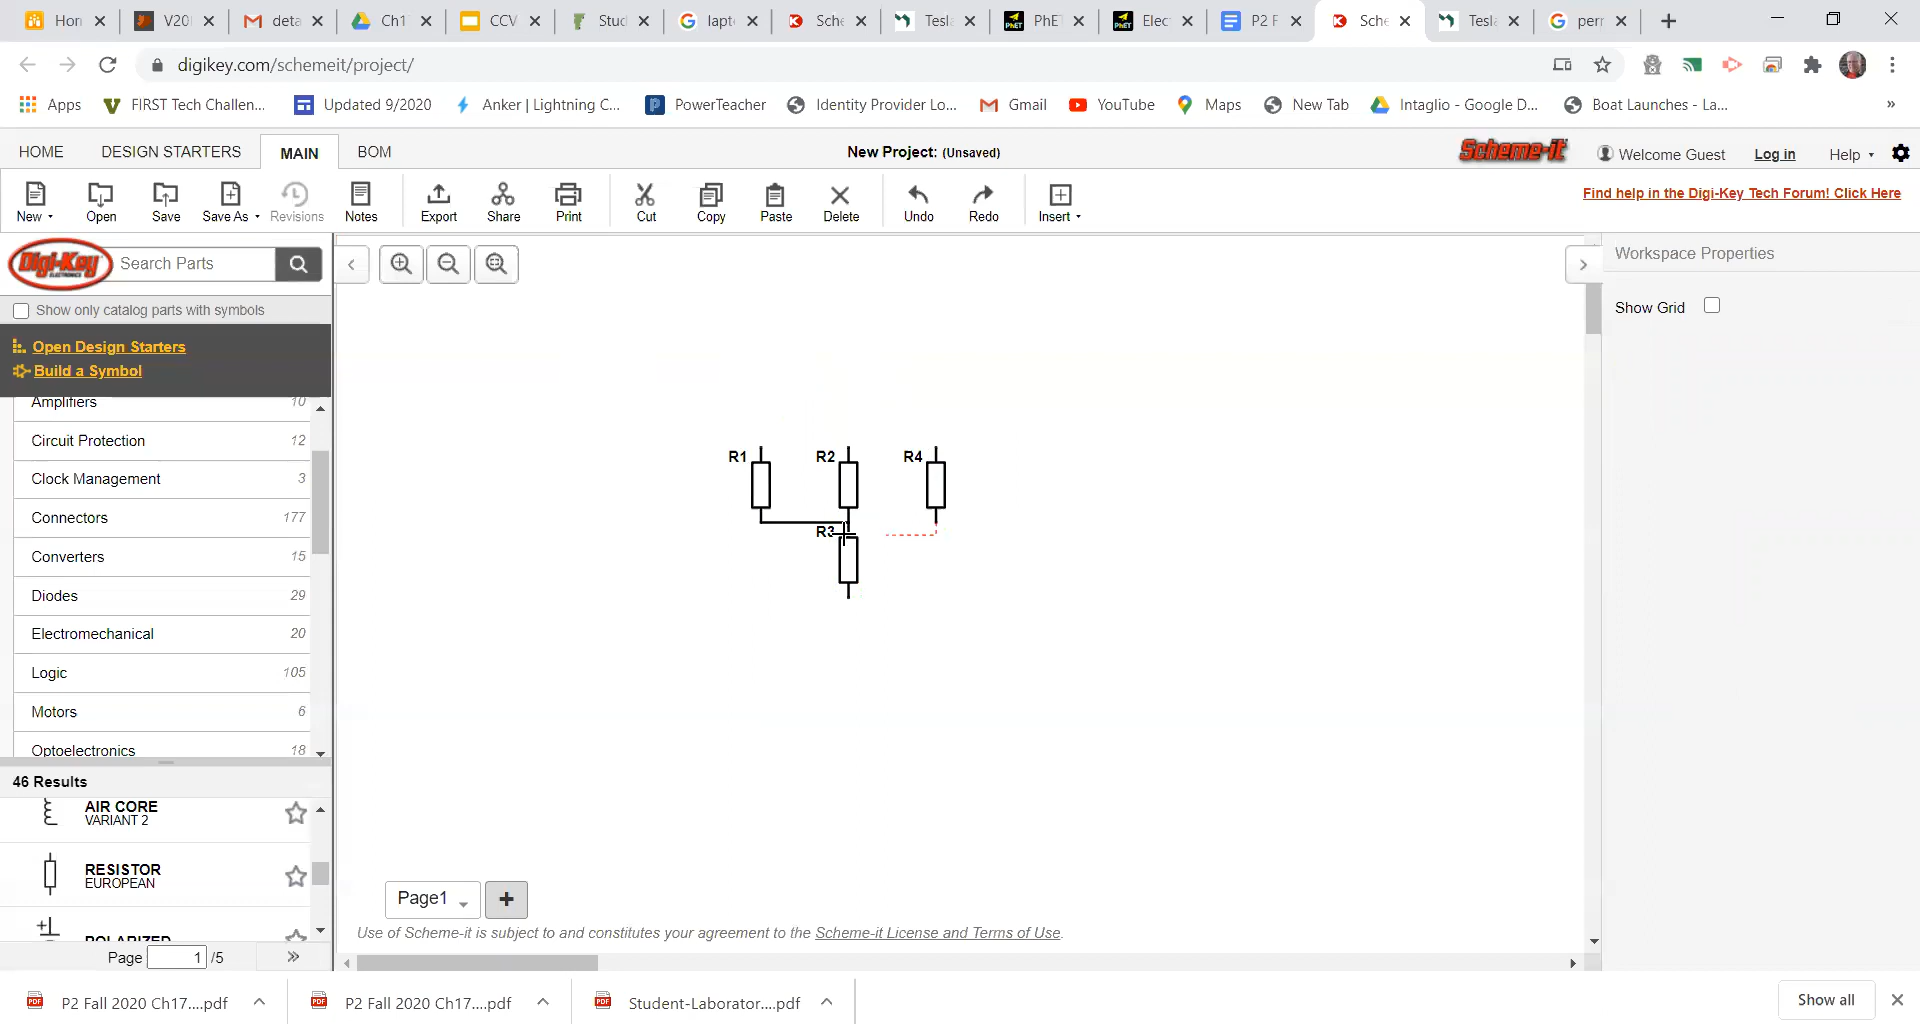 Hon
V20
deta
Ch1
CCV
Stud
lapt
Sche
Tesla
PhE
Elec
P2 F
Sche
Tesla
per
digikey.com/schemeit/project/
Apps
FIRST Tech Challen...
Updated 9/2020
Anker | Lightning C...
PowerTeacher
Identity Provider Lo...
Gmail
YouTube
Maps
New Tab
Intaglio - Google D...
Boat Launches - La...
»
HOME
DESIGN STARTERS
MAIN
BOM
New Project: (Unsaved)
Scheme-it
Welcome Guest
Log in
Help
New
Open
Save
Save As
Revisions
Notes
Export
Share
Print
Cut
Copy
Paste
Delete
Undo
Redo
Insert
Find help in the Digi-Key Tech Forum! Click Here
Digi-Key
ELECTRONICS
Search Parts
Show only catalog parts with symbols
Open Design Starters
Build a Symbol
Amplifiers 10
Circuit Protection 12
Clock Management 3
Connectors 177
Converters 15
Diodes 29
Electromechanical 20
Logic 105
Motors 6
Optoelectronics 18
46 Results
AIR CORE
VARIANT 2
RESISTOR
EUROPEAN
POLARIZED
Page 1 /5
»
R1
R2
R4
R3
Workspace Properties
Show Grid
Page1
Use of Scheme-it is subject to and constitutes your agreement to the Scheme-it License and Terms of Use.
P2 Fall 2020 Ch17....pdf
P2 Fall 2020 Ch17....pdf
Student-Laborator....pdf
Show all